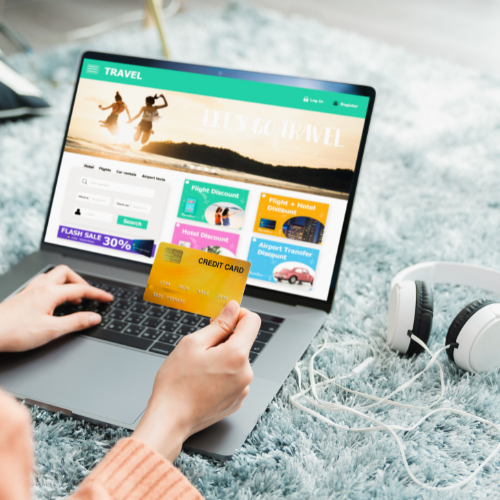 TRAVEL
Log in
Register
LET'S GO TRAVEL
Hotel Flights Car rentals Airport taxis
Search
FLASH SALE
30%
Flight Discount
Flight + Hotel
Distount
Hotel Discount
Airport Transfer
Discount
CREDIT CARD